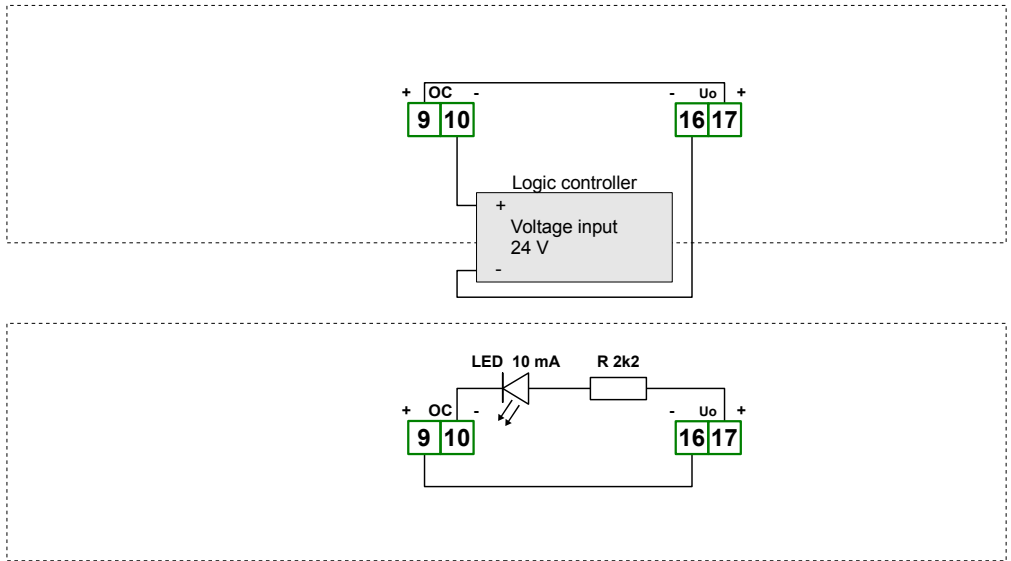 + OC - - Uo +
9 10 16 17
Logic controller
+
Voltage input
24 V
-
LED 10 mA R 2k2
+ OC - - Uo +
9 10 16 17